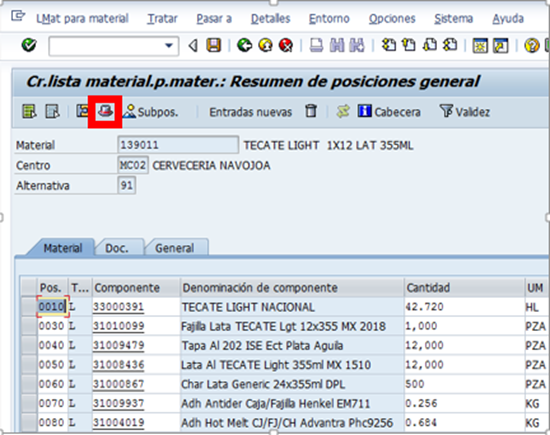 LMat para material Tratar Pasar a Detalles Entorno Opciones Sistema Ayuda
Cr.lista material.p.mater.: Resumen de posiciones general
Subpos. Entradas nuevas Cabecera Validez
Material 139011 TECATE LIGHT 1X12 LAT 355ML
Centro MC02 CERVECERIA NAVOJOA
Alternativa 91
Material Doc. General
Pos. T... Componente Denominación de componente Cantidad UM
0010 L 33000391 TECATE LIGHT NACIONAL 42.720 HL
0030 L 31010099 Fajilla Lata TECATE Lgt 12x355 MX 2018 1,000 PZA
0040 L 31009479 Tapa Al 202 ISE Ect Plata Aguila 12,000 PZA
0050 L 31008436 Lata Al TECATE Light 355ml MX 1510 12,000 PZA
0060 L 31000867 Char Lata Generic 24x355ml DPL 500 PZA
0070 L 31009937 Adh Antider Caja/Fajilla Henkel EM711 0.256 KG
0080 L 31004019 Adh Hot Melt CJ/FJ/CH Advantra Phc9256 0.684 KG